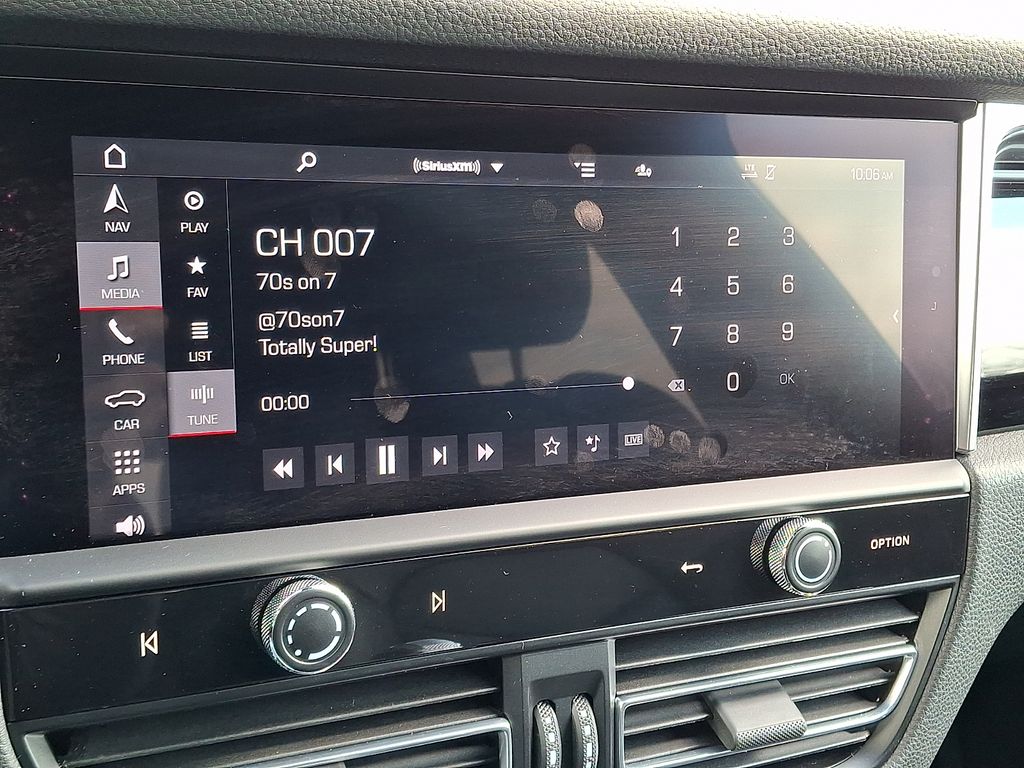 SiriusXM
LTE
10:06 AM
NAV
PLAY
MEDIA
FAV
PHONE
LIST
CAR
TUNE
APPS
CH 007
70s on 7
@70son7
Totally Super!
00:00
LIVE
1 2 3
4 5 6
7 8 9
0 OK
OPTION